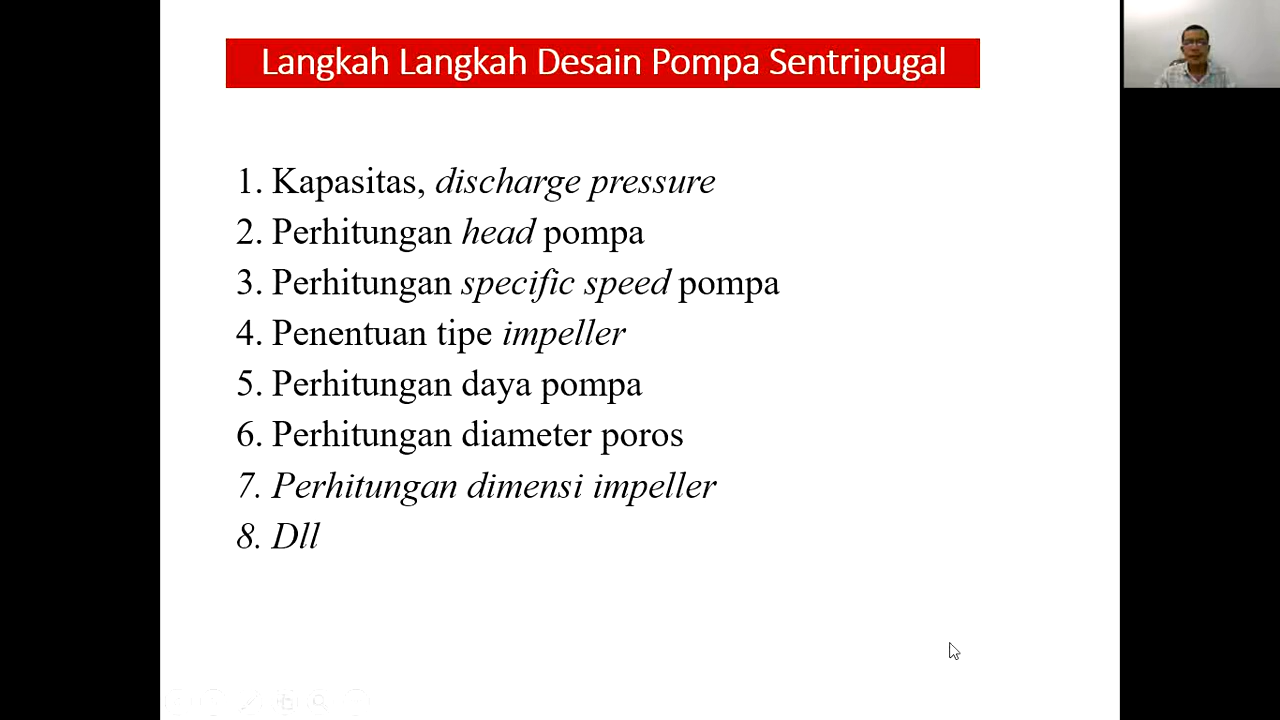 Langkah Langkah Desain Pompa Sentripugal
1. Kapasitas, discharge pressure
2. Perhitungan head pompa
3. Perhitungan specific speed pompa
4. Penentuan tipe impeller
5. Perhitungan daya pompa
6. Perhitungan diameter poros
7. Perhitungan dimensi impeller
8. Dll